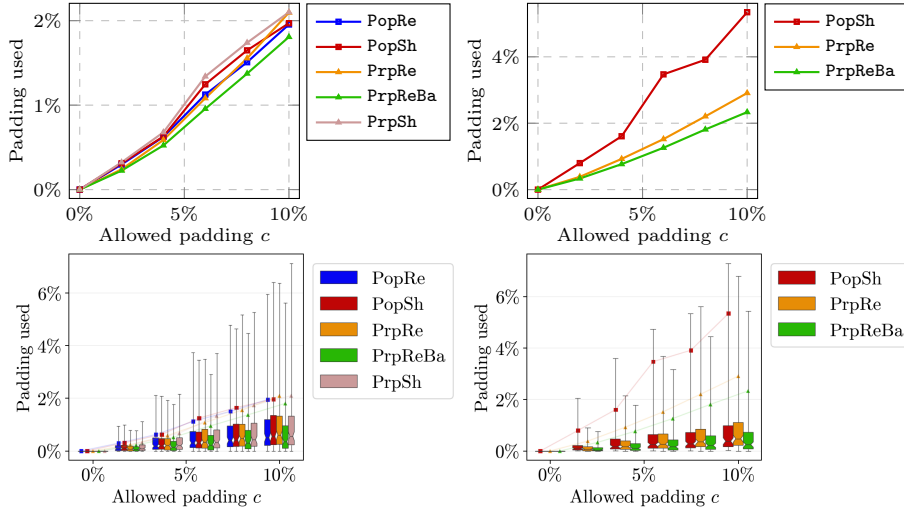 2%
1%
0%
Padding used
0%
5%
10%
Allowed padding c
PopRe
PopSh
PrpRe
PrpReBa
PrpSh
4%
2%
0%
Padding used
0%
5%
10%
Allowed padding c
PopSh
PrpRe
PrpReBa
6%
4%
2%
0%
Padding used
0%
5%
10%
Allowed padding c
PopRe
PopSh
PrpRe
PrpReBa
PrpSh
6%
4%
2%
0%
Padding used
0%
5%
10%
Allowed padding c
PopSh
PrpRe
PrpReBa